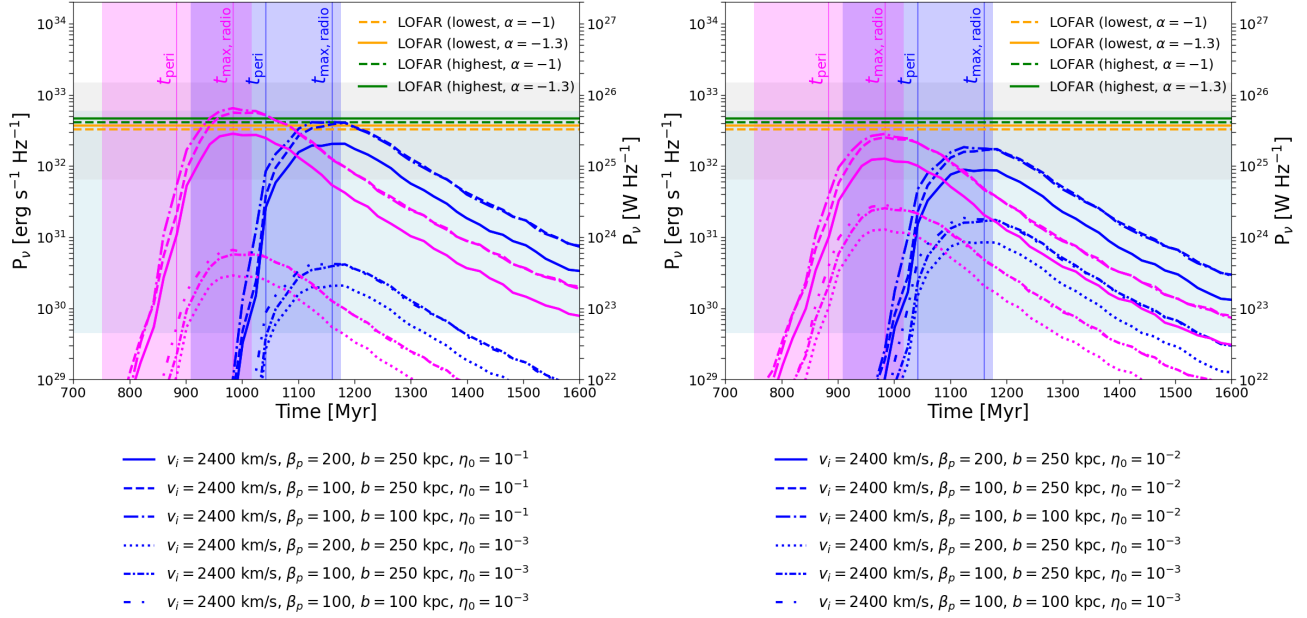 10^34
10^33
10^32
10^31
10^30
10^29
P_ν [erg s^−1 Hz^−1]
LOFAR (lowest, α = −1)
LOFAR (lowest, α = −1.3)
LOFAR (highest, α = −1)
LOFAR (highest, α = −1.3)
t_peri
t_max, radio
t_peri
t_max, radio
10^27
10^26
10^25
10^24
10^23
10^22
P_ν [W Hz^−1]
700 800 900 1000 1100 1200 1300 1400 1500 1600
Time [Myr]
v_i = 2400 km/s, β_p = 200, b = 250 kpc, η_0 = 10^−1
v_i = 2400 km/s, β_p = 100, b = 250 kpc, η_0 = 10^−1
v_i = 2400 km/s, β_p = 100, b = 100 kpc, η_0 = 10^−1
v_i = 2400 km/s, β_p = 200, b = 250 kpc, η_0 = 10^−3
v_i = 2400 km/s, β_p = 100, b = 250 kpc, η_0 = 10^−3
v_i = 2400 km/s, β_p = 100, b = 100 kpc, η_0 = 10^−3
10^34
10^33
10^32
10^31
10^30
10^29
P_ν [erg s^−1 Hz^−1]
LOFAR (lowest, α = −1)
LOFAR (lowest, α = −1.3)
LOFAR (highest, α = −1)
LOFAR (highest, α = −1.3)
t_peri
t_max, radio
t_peri
t_max, radio
10^27
10^26
10^25
10^24
10^23
10^22
P_ν [W Hz^−1]
700 800 900 1000 1100 1200 1300 1400 1500 1600
Time [Myr]
v_i = 2400 km/s, β_p = 200, b = 250 kpc, η_0 = 10^−2
v_i = 2400 km/s, β_p = 100, b = 250 kpc, η_0 = 10^−2
v_i = 2400 km/s, β_p = 100, b = 100 kpc, η_0 = 10^−2
v_i = 2400 km/s, β_p = 200, b = 250 kpc, η_0 = 10^−3
v_i = 2400 km/s, β_p = 100, b = 250 kpc, η_0 = 10^−3
v_i = 2400 km/s, β_p = 100, b = 100 kpc, η_0 = 10^−3